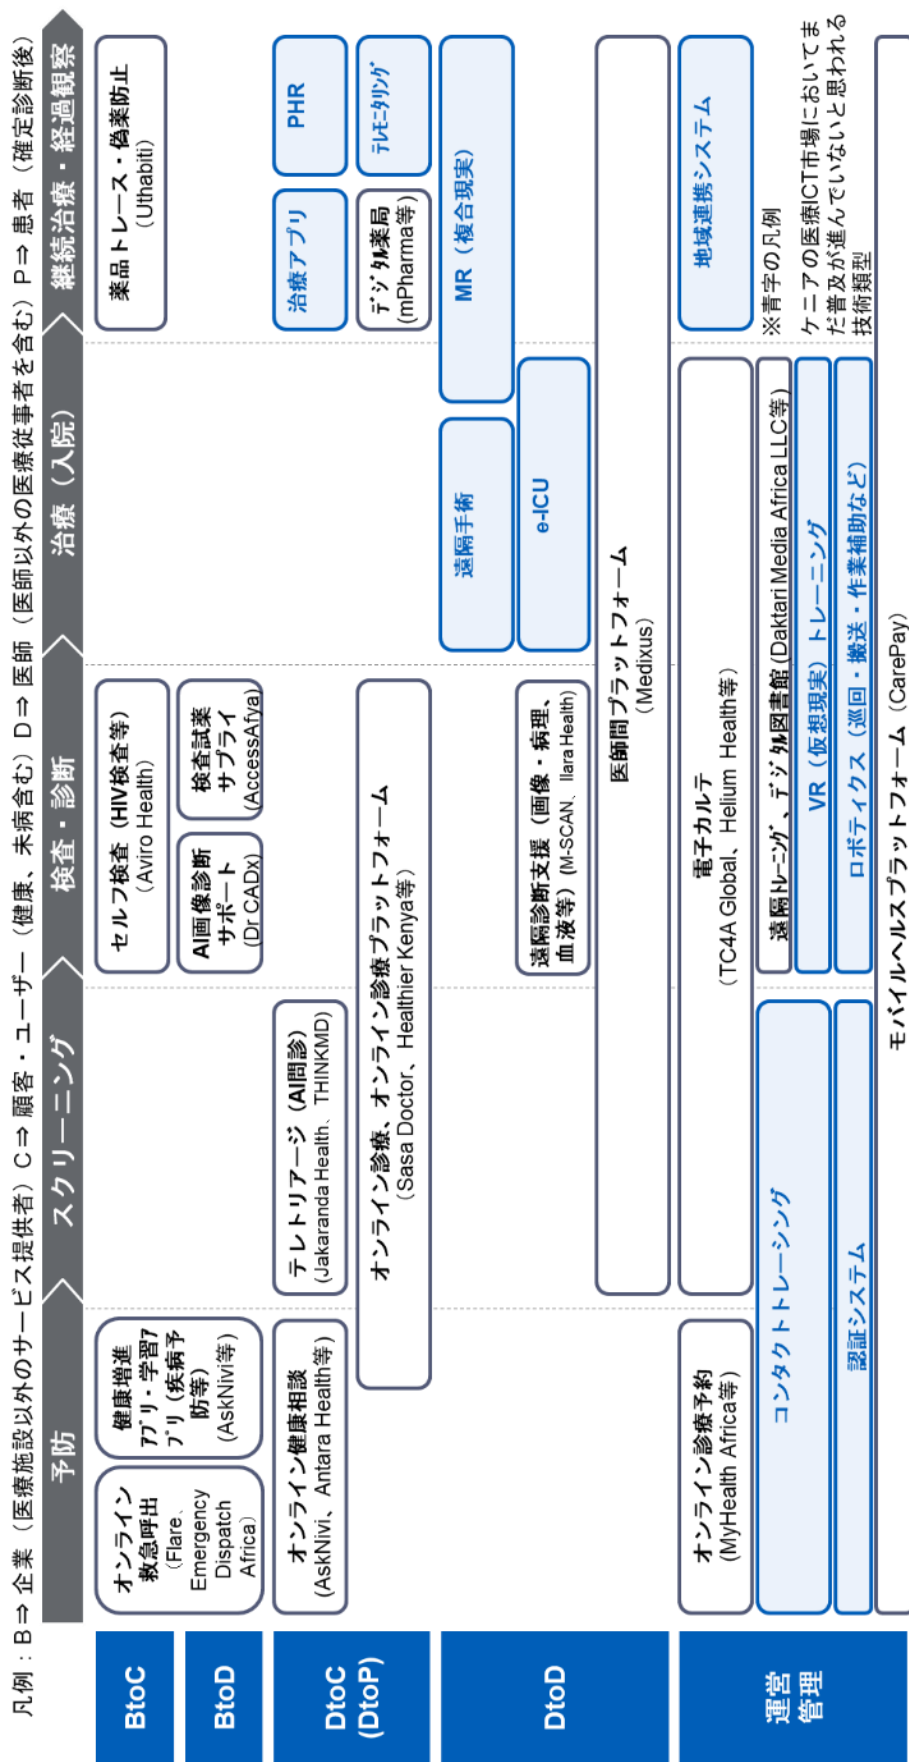 凡例：B⇒企業（医療施設以外のサービス提供者）C⇒顧客・ユーザー（健康、未病含む）D⇒医師（医師以外の医療従事者を含む）P⇒患者（確定診断後）
予防
スクリーニング
検査・診断
治療（入院）
継続治療・経過観察
BtoC
BtoD
オンライン
救急呼出
（Flare、
Emergency
Dispatch
Africa）
健康増進
アプリ・学習ア
プリ（疾病予
防等）
(AskNivi等)
セルフ検査（HIV検査等）
（Aviro Health）
AI画像診断
サポート
(Dr CADx)
検査試薬
サプライ
(AccessAfya)
薬品トレース・偽薬防止
(Uthabiti)
DtoC
(DtoP)
オンライン健康相談
(AskNivi、Antara Health等)
テレトリアージ（AI問診）
(Jakaranda Health、THINKMD)
オンライン診療、オンライン診療プラットフォーム
（Sasa Doctor、Healthier Kenya等）
治療アプリ
PHR
デジタル薬局
(mPharma等)
テレモニタリング
DtoD
遠隔手術
MR（複合現実）
遠隔診断支援（画像・病理、
血液等）(M-SCAN、Ilara Health)
e-ICU
医師間プラットフォーム
(Medixus)
運営
管理
オンライン診療予約
(MyHealth Africa等)
電子カルテ
（TC4A Global、Helium Health等）
地域連携システム
コンタクトトレーシング
遠隔トレーニング、デジタル図書館(Daktari Media Africa LLC等)
VR（仮想現実）トレーニング
認証システム
ロボティクス（巡回・搬送・作業補助など）
モバイルヘルスプラットフォーム（CarePay）
※青字の凡例
ケニアの医療ICT市場においてま
だ普及が進んでいないと思われる
技術類型